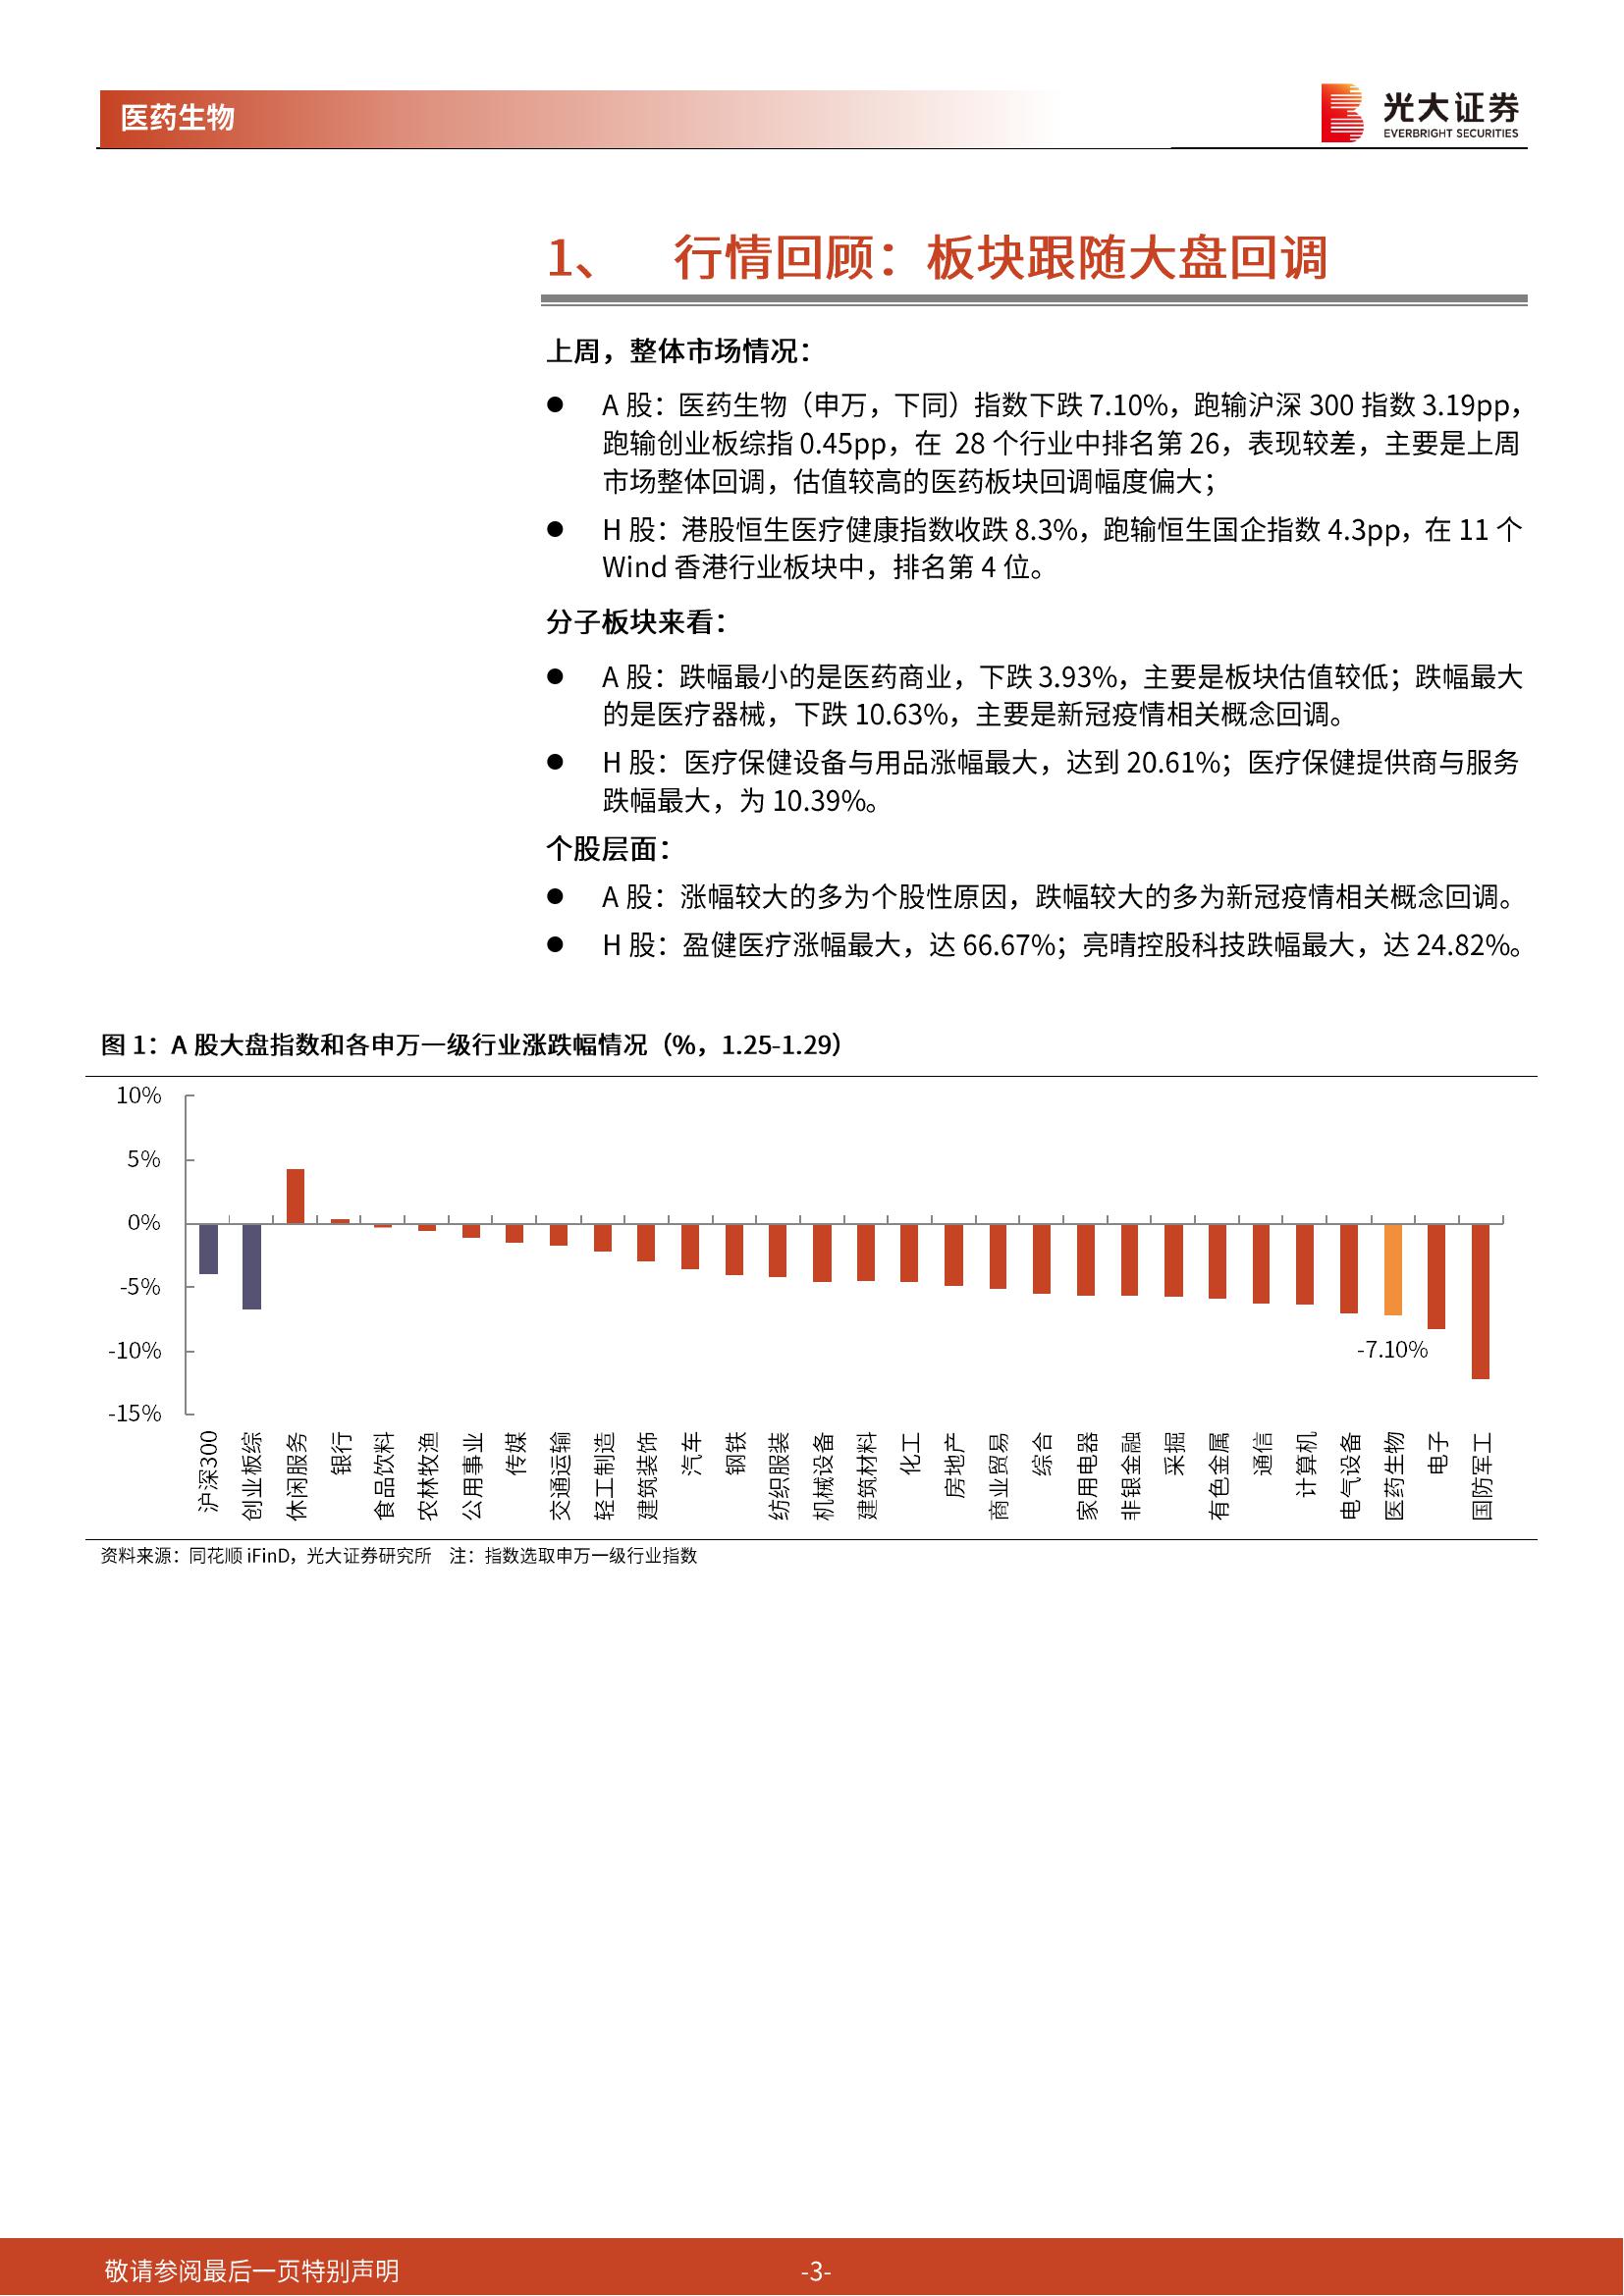 医药生物
光大证券
EVERBRIGHT SECURITIES
1、 行情回顾：板块跟随大盘回调
上周，整体市场情况：
● A 股：医药生物（申万，下同）指数下跌 7.10%，跑输沪深 300 指数 3.19pp，
跑输创业板综指 0.45pp，在 28 个行业中排名第 26，表现较差，主要是上周
市场整体回调，估值较高的医药板块回调幅度偏大；
● H 股：港股恒生医疗健康指数收跌 8.3%，跑输恒生国企指数 4.3pp，在 11 个
Wind 香港行业板块中，排名第 4 位。
分子板块来看：
● A 股：跌幅最小的是医药商业，下跌 3.93%，主要是板块估值较低；跌幅最大
的是医疗器械，下跌 10.63%，主要是新冠疫情相关概念回调。
● H 股：医疗保健设备与用品涨幅最大，达到 20.61%；医疗保健提供商与服务
跌幅最大，为 10.39%。
个股层面：
● A 股：涨幅较大的多为个股性原因，跌幅较大的多为新冠疫情相关概念回调。
● H 股：盈健医疗涨幅最大，达 66.67%；亮晴控股科技跌幅最大，达 24.82%。
图 1：A 股大盘指数和各申万一级行业涨跌幅情况（%，1.25-1.29）
10%
5%
0%
-5%
-10%
-15%
-7.10%
沪深300
创业板综
休闲服务
银行
食品饮料
农林牧渔
公用事业
传媒
交通运输
轻工制造
建筑装饰
汽车
钢铁
纺织服装
机械设备
建筑材料
化工
房地产
商业贸易
综合
家用电器
非银金融
采掘
有色金属
通信
计算机
电气设备
医药生物
电子
国防军工
资料来源：同花顺 iFinD，光大证券研究所 注：指数选取申万一级行业指数
敬请参阅最后一页特别声明
-3-